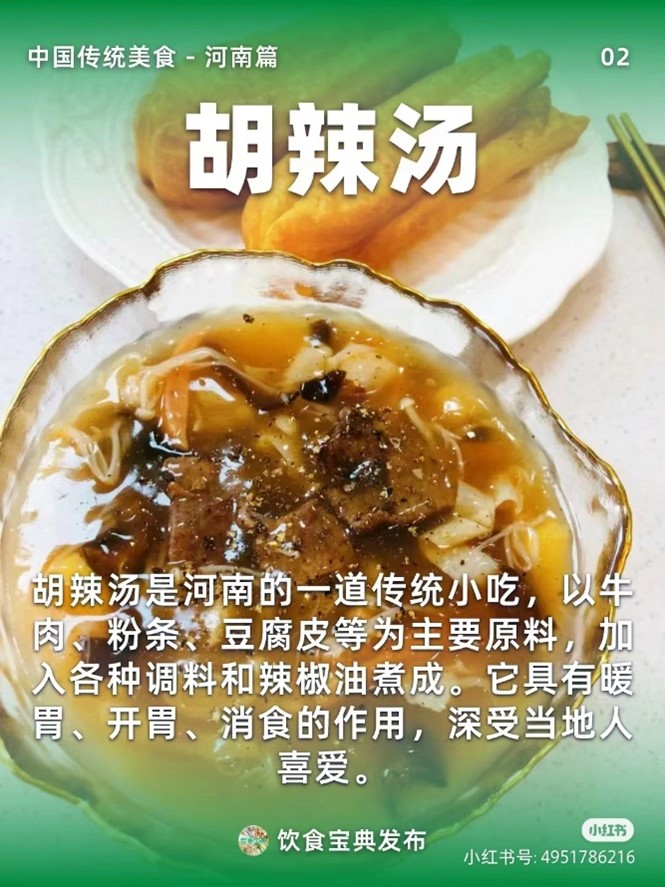 中国传统美食 - 河南篇
02
胡辣汤
胡辣汤是河南的一道传统小吃，以牛
肉、粉条、豆腐皮等为主要原料，加
入各种调料和辣椒油煮成。它具有暖
胃、开胃、消食的作用，深受当地人
喜爱。
饮食宝典发布
小红书
小红书号: 4951786216